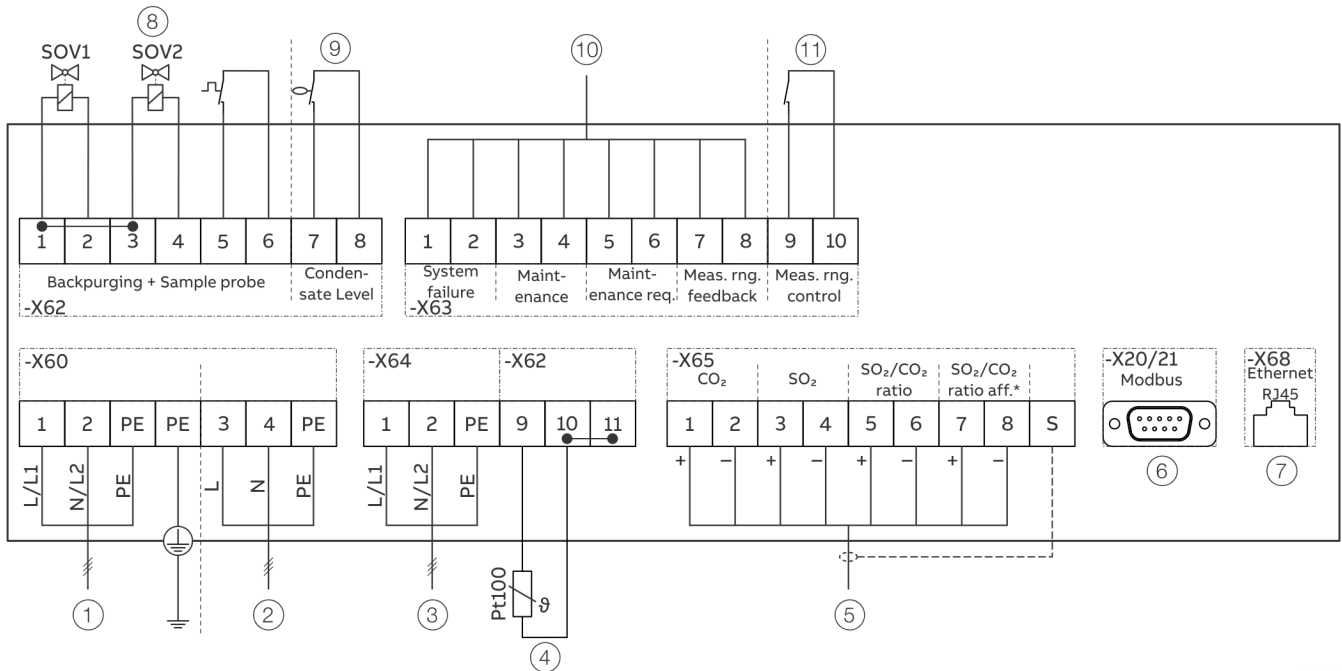 8
SOV1 SOV2 9 10 11
1 2 3 4 5 6 7 8
Backpurging + Sample probe
Conden-
sate Level
-X62
1 2 3 4 5 6 7 8 9 10
System
failure
Maint-
enance
Maint-
enance req.
Meas. rng.
feedback
Meas. rng.
control
-X63
-X60
1 2 PE PE 3 4 PE
L/L1 N/L2 PE L N PE
-X64 -X62
1 2 PE 9 10 11
L/L1 N/L2 PE
-X65
CO₂ SO₂
SO₂/CO₂
ratio
SO₂/CO₂
ratio aff.*
1 2 3 4 5 6 7 8 S
+ − + − + − + −
-X20/21
Modbus
6
-X68
Ethernet
RJ45
7
Pt100 ϑ
1 2 3 4 5